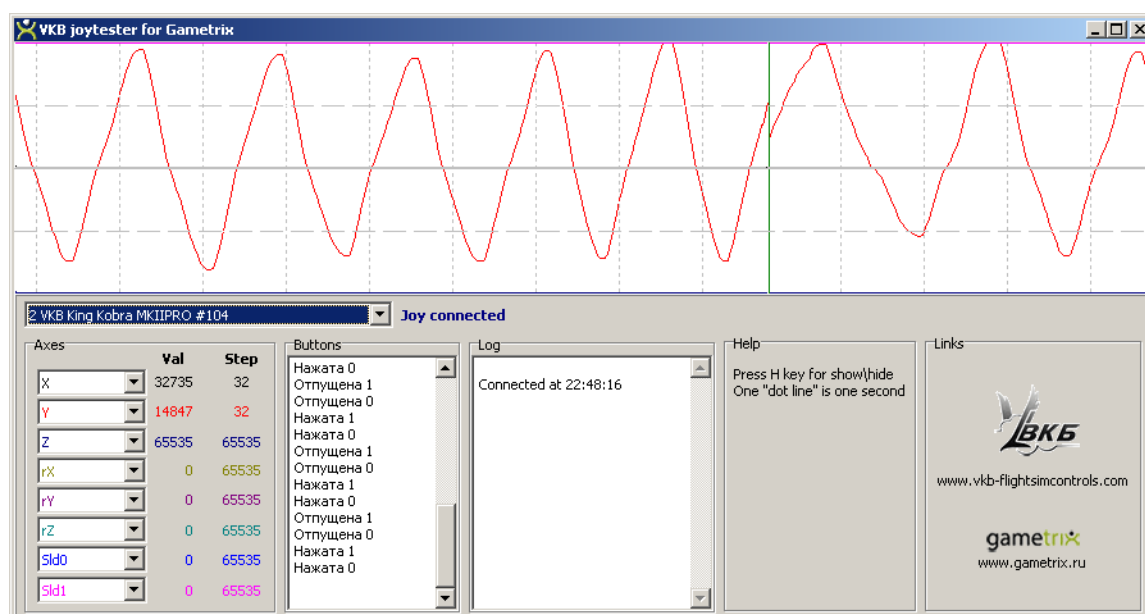 VKB joytester for Gametrix
2 VKB King Kobra MKIIPRO #104
Joy connected
Axes
Val Step
X 32735 32
Y 14847 32
Z 65535 65535
rX 0 65535
rY 0 65535
rZ 0 65535
Sld0 0 65535
Sld1 0 65535
Buttons
Нажата 0
Отпущена 1
Отпущена 0
Нажата 1
Нажата 0
Отпущена 1
Отпущена 0
Нажата 1
Нажата 0
Отпущена 1
Отпущена 0
Нажата 1
Нажата 0
Log
Connected at 22:48:16
Help
Press H key for show\hide
One "dot line" is one second
Links
ВКБ
www.vkb-flightsimcontrols.com
gametrix
www.gametrix.ru